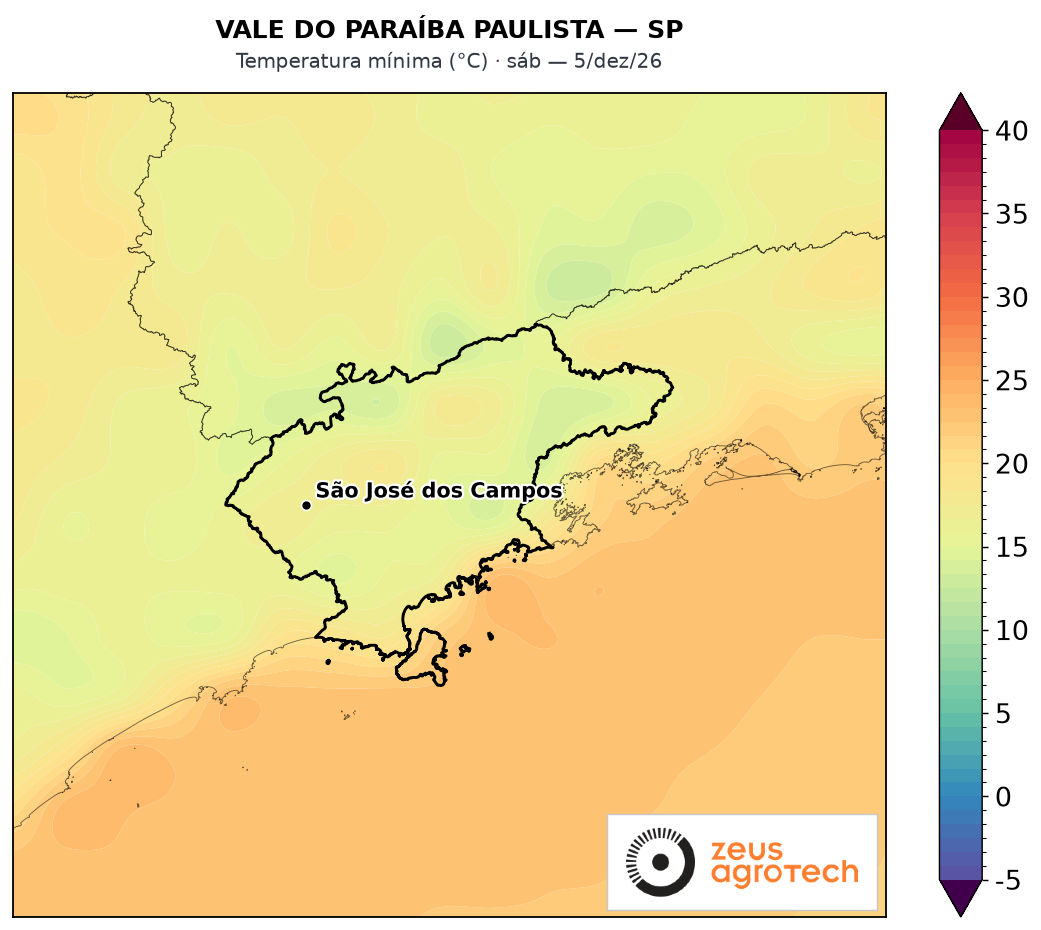 VALE DO PARAÍBA PAULISTA — SP
Temperatura mínima (°C) · sáb — 5/dez/26
40
35
30
25
20
15
10
5
0
-5
São José dos Campos
zeus
agrotech